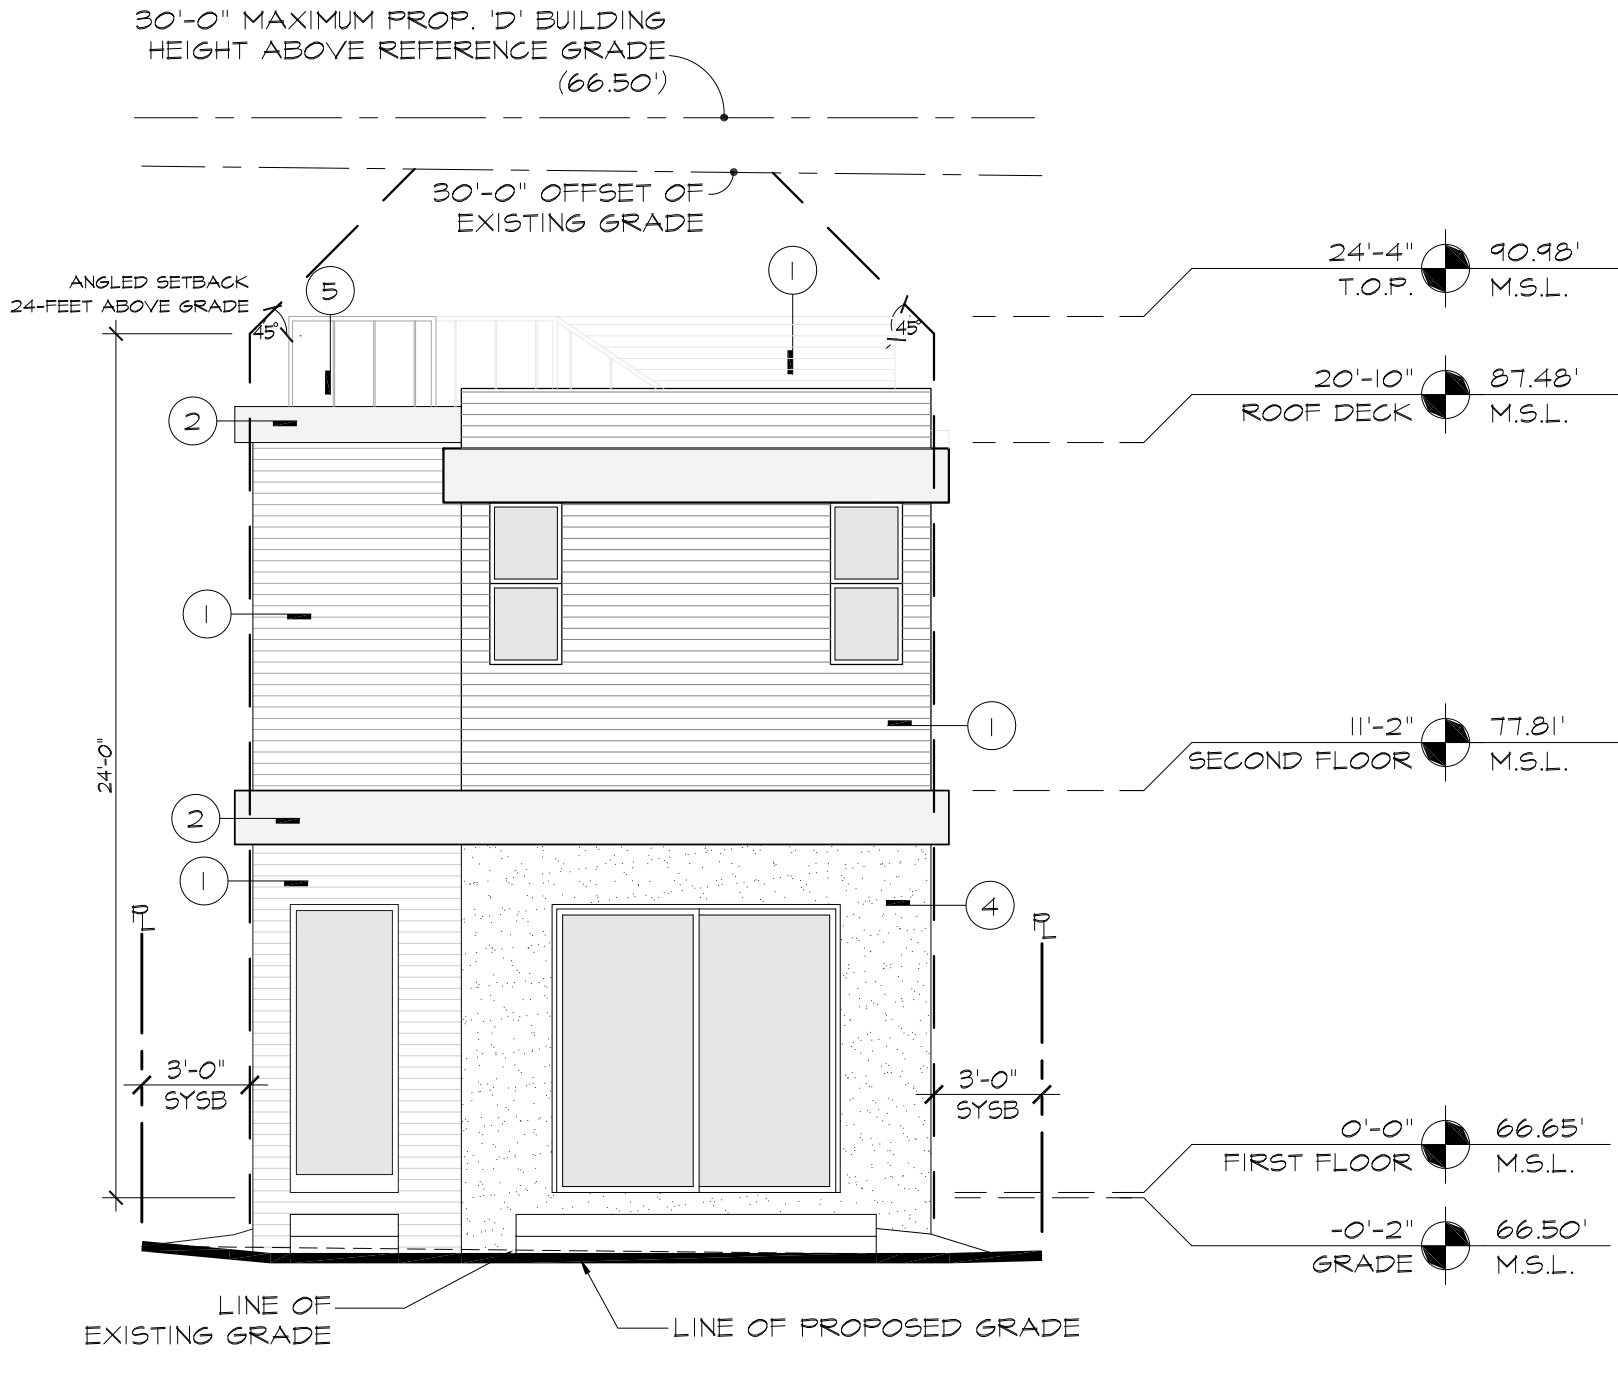 30'-0" MAXIMUM PROP. 'D' BUILDING
HEIGHT ABOVE REFERENCE GRADE
(66.50')
30'-0" OFFSET OF
EXISTING GRADE
ANGLED SETBACK
24-FEET ABOVE GRADE
45°
5
1
45°
24'-4"
90.98'
T.O.P.
M.S.L.
20'-10"
87.48'
ROOF DECK
M.S.L.
2
1
1
11'-2"
77.81'
SECOND FLOOR
M.S.L.
24'-0"
2
1
4
PL
PL
3'-0"
SYSB
3'-0"
SYSB
0'-0"
66.65'
FIRST FLOOR
M.S.L.
-0'-2"
66.50'
GRADE
M.S.L.
LINE OF
EXISTING GRADE
LINE OF PROPOSED GRADE